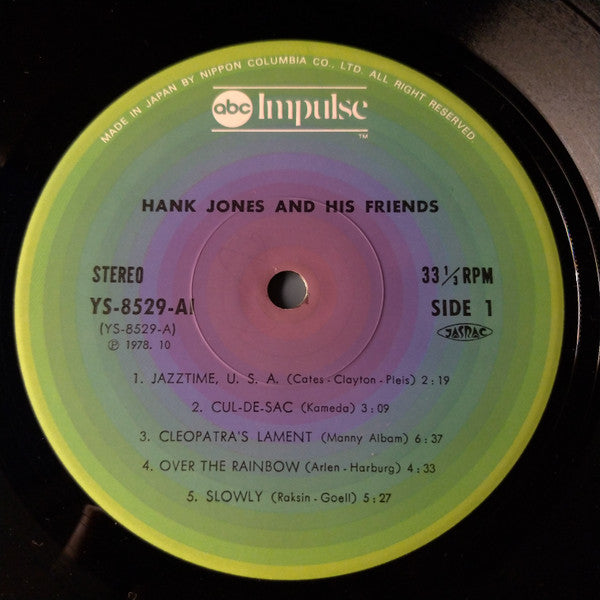 MADE IN JAPAN BY NIPPON COLUMBIA CO., LTD. ALL RIGHT RESERVED.
abc Impulse
TM
HANK JONES AND HIS FRIENDS
STEREO
33 1/3 RPM
YS-8529-AI
SIDE 1
(YS-8529-A)
JASRAC
℗ 1978. 10
1. JAZZTIME, U. S. A. (Cates - Clayton - Pleis) 2 : 19
2. CUL-DE-SAC (Kameda) 3 : 09
3. CLEOPATRA'S LAMENT (Manny Albam) 6 : 37
4. OVER THE RAINBOW (Arlen - Harburg) 4 : 33
5. SLOWLY (Raksin - Goell) 5 : 27